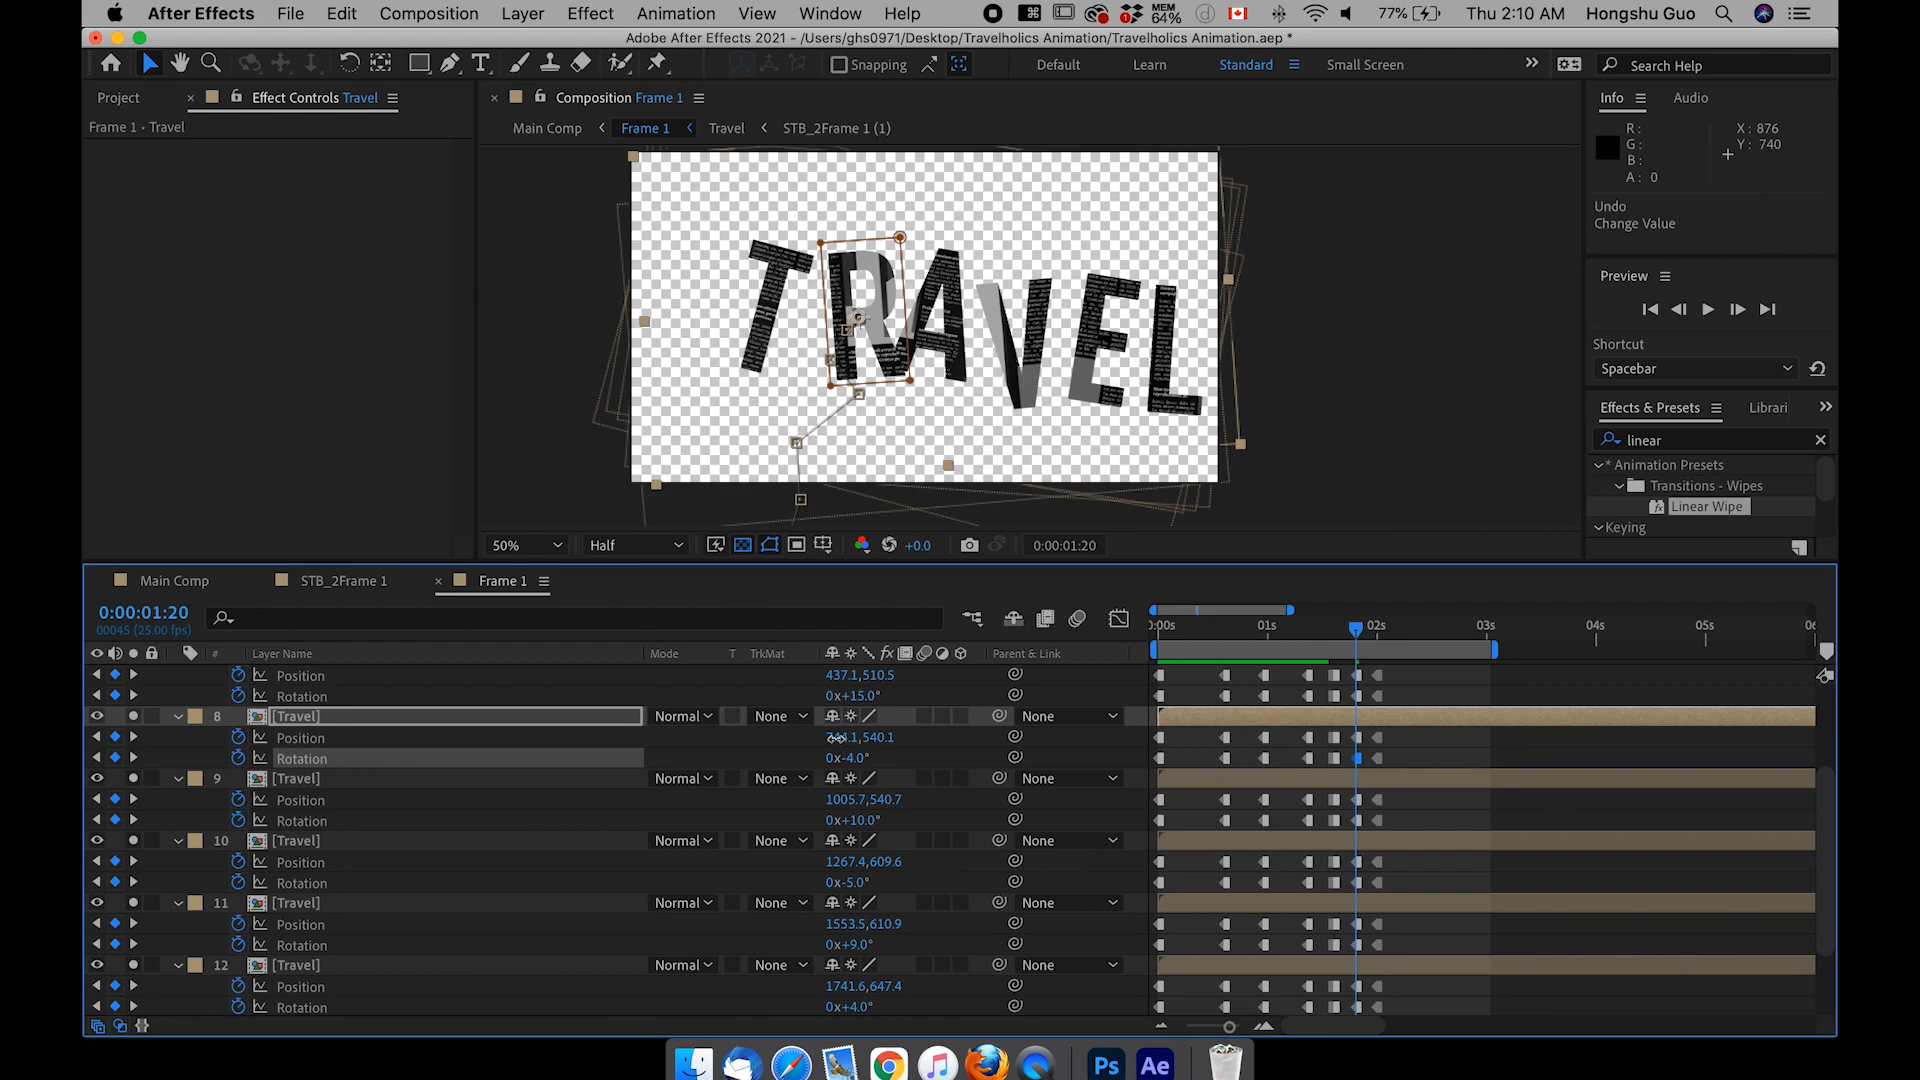 After Effects File Edit Composition Layer Effect Animation View Window Help MEM 64% 77% Thu 2:10 AM Hongshu Guo
Adobe After Effects 2021 - /Users/ghs0971/Desktop/Travelholics Animation/Travelholics Animation.aep *
Snapping Default Learn Standard Small Screen Search Help
Project Effect Controls Travel Composition Frame 1 Info Audio
Frame 1 • Travel Main Comp Frame 1 Travel STB_2Frame 1 (1)
R: X: 876
G: Y: 740
B:
A: 0
Undo
Change Value
TRAVEL
Preview
Shortcut
Spacebar
Effects & Presets Librari
linear
* Animation Presets
Transitions - Wipes
Linear Wipe
Keying
50% Half +0.0 0:00:01:20
Main Comp STB_2Frame 1 Frame 1
0:00:01:20
00045 (25.00 fps)
0:00s 01s 02s 03s 04s 05s
# Layer Name Mode T TrkMat fx Parent & Link
Position 437.1,510.5
Rotation 0x+15.0°
8 [Travel] Normal None None
Position .1,540.1
Rotation 0x-4.0°
9 [Travel] Normal None None
Position 1005.7,540.7
Rotation 0x+10.0°
10 [Travel] Normal None None
Position 1267.4,609.6
Rotation 0x-5.0°
11 [Travel] Normal None None
Position 1553.5,610.9
Rotation 0x+9.0°
12 [Travel] Normal None None
Position 1741.6,647.4
Rotation 0x+4.0°
Ps Ae